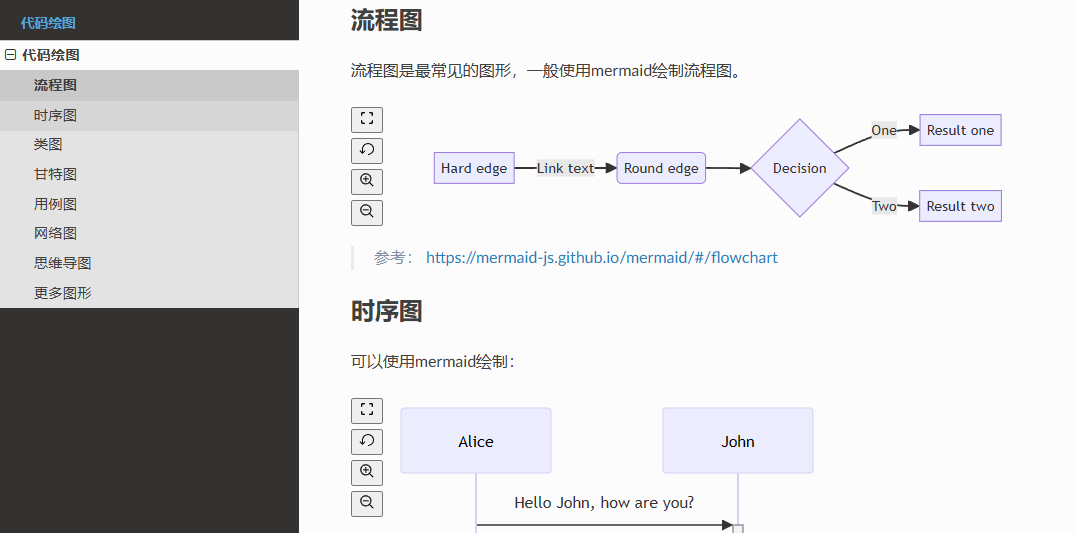 代码绘图
代码绘图
流程图
时序图
类图
甘特图
用例图
网络图
思维导图
更多图形
流程图
流程图是最常见的图形，一般使用mermaid绘制流程图。
Hard edge
Link text
Round edge
Decision
One
Result one
Two
Result two
参考： https://mermaid-js.github.io/mermaid/#/flowchart
时序图
可以使用mermaid绘制：
Alice
John
Hello John, how are you?